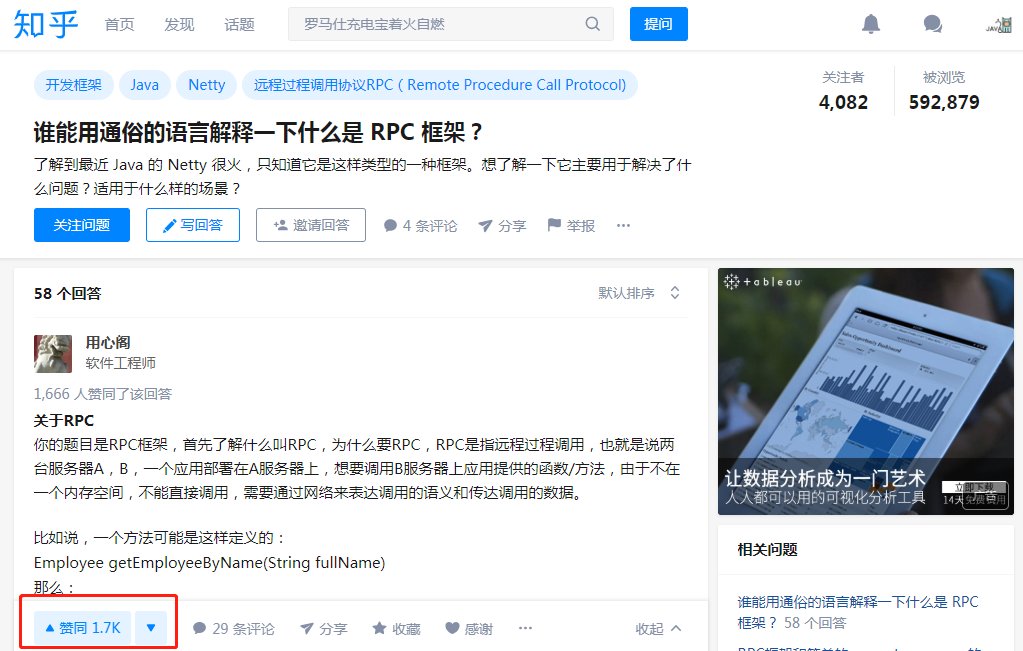 知乎 首页 发现 话题 罗马仕充电宝着火自燃 提问
开发框架 Java Netty 远程过程调用协议RPC ( Remote Procedure Call Protocol)
关注者 被浏览
4,082 592,879
谁能用通俗的语言解释一下什么是 RPC 框架？
了解到最近 Java 的 Netty 很火，只知道它是这样类型的一种框架。想了解一下它主要用于解决了什
么问题？适用于什么样的场景？
关注问题 写回答 邀请回答 4 条评论 分享 举报 ···
58 个回答 默认排序
用心阁
软件工程师
1,666 人赞同了该回答
关于RPC
你的题目是RPC框架，首先了解什么叫RPC，为什么要RPC，RPC是指远程过程调用，也就是说两
台服务器A，B，一个应用部署在A服务器上，想要调用B服务器上应用提供的函数/方法，由于不在
一个内存空间，不能直接调用，需要通过网络来表达调用的语义和传达调用的数据。
比如说，一个方法可能是这样定义的：
Employee getEmployeeByName(String fullName)
那么：
赞同 1.7K 29 条评论 分享 收藏 感谢 ··· 收起
+ableau
让数据分析成为一门艺术
人人都可以用的可视化分析工具
立即下载
相关问题
谁能用通俗的语言解释一下什么是 RPC
框架？ 58 个回答